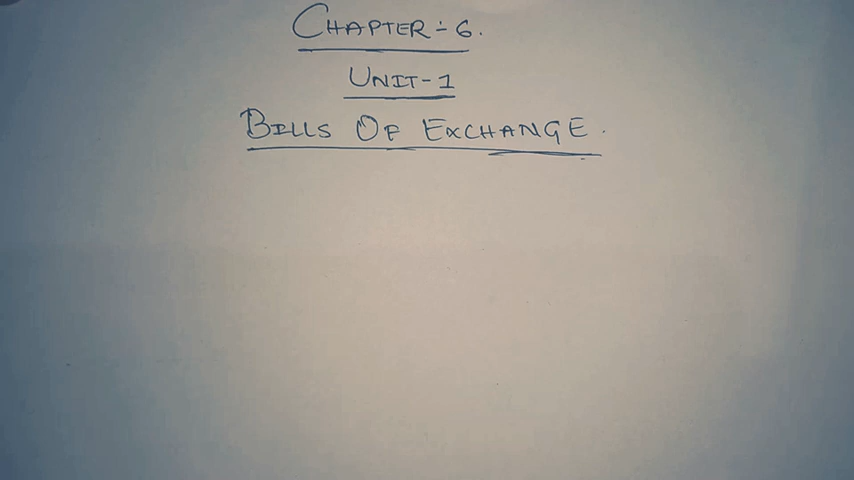 CHAPTER:- 6.
UNIT-1
BILLS OF EXCHANGE.